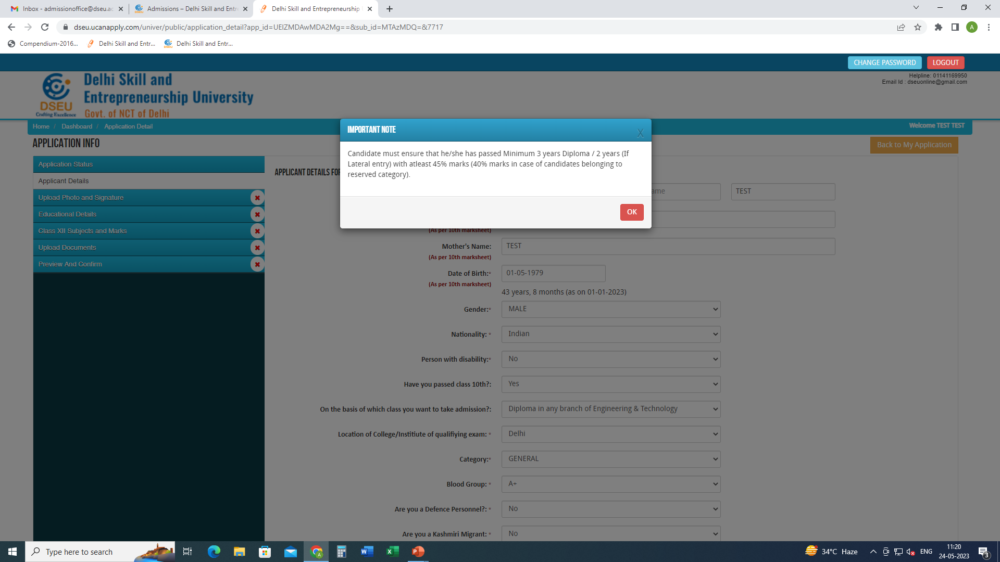 Inbox - admissionoffice@dseu.ac
Admissions – Delhi Skill and Entr
Delhi Skill and Entrepreneurship
dseu.ucanapply.com/univer/public/application_detail?app_id=UEIZMDAwMDA2Mg==&sub_id=MTAzMDQ=&7717
A
Compendium-2016...
Delhi Skill and Entr...
Delhi Skill and Entr...
CHANGE PASSWORD
LOGOUT
Helpline: 01141169950
Email Id : dseuonline@gmail.com
DSEU
Crafting Excellence
Delhi Skill and
Entrepreneurship University
Govt. of NCT of Delhi
Home / Dashboard / Application Detail
Welcome TEST TEST
APPLICATION INFO
Back to My Application
Application Status
Applicant Details
Upload Photo and Signature
Educational Details
Class XII Subjects and Marks
Upload Documents
Preview And Confirm
APPLICANT DETAILS FOR
IMPORTANT NOTE
X
Candidate must ensure that he/she has passed Minimum 3 years Diploma / 2 years (If
Lateral entry) with atleast 45% marks (40% marks in case of candidates belonging to
reserved category).
OK
TEST
(As per 10th marksheet)
Mother's Name:
TEST
(As per 10th marksheet)
Date of Birth:*
01-05-1979
(As per 10th marksheet)
43 years, 8 months (as on 01-01-2023)
Gender:*
MALE
Nationality: *
Indian
Person with disability:*
No
Have you passed class 10th?:
Yes
On the basis of which class you want to take admission?:
Diploma in any branch of Engineering & Technology
Location of College/Institiute of qualifiying exam: *
Delhi
Category:*
GENERAL
Blood Group: *
A+
Are you a Defence Personnel?: *
No
Are you a Kashmiri Migrant: *
No
Type here to search
34°C Haze
ENG
11:20
24-05-2023
3